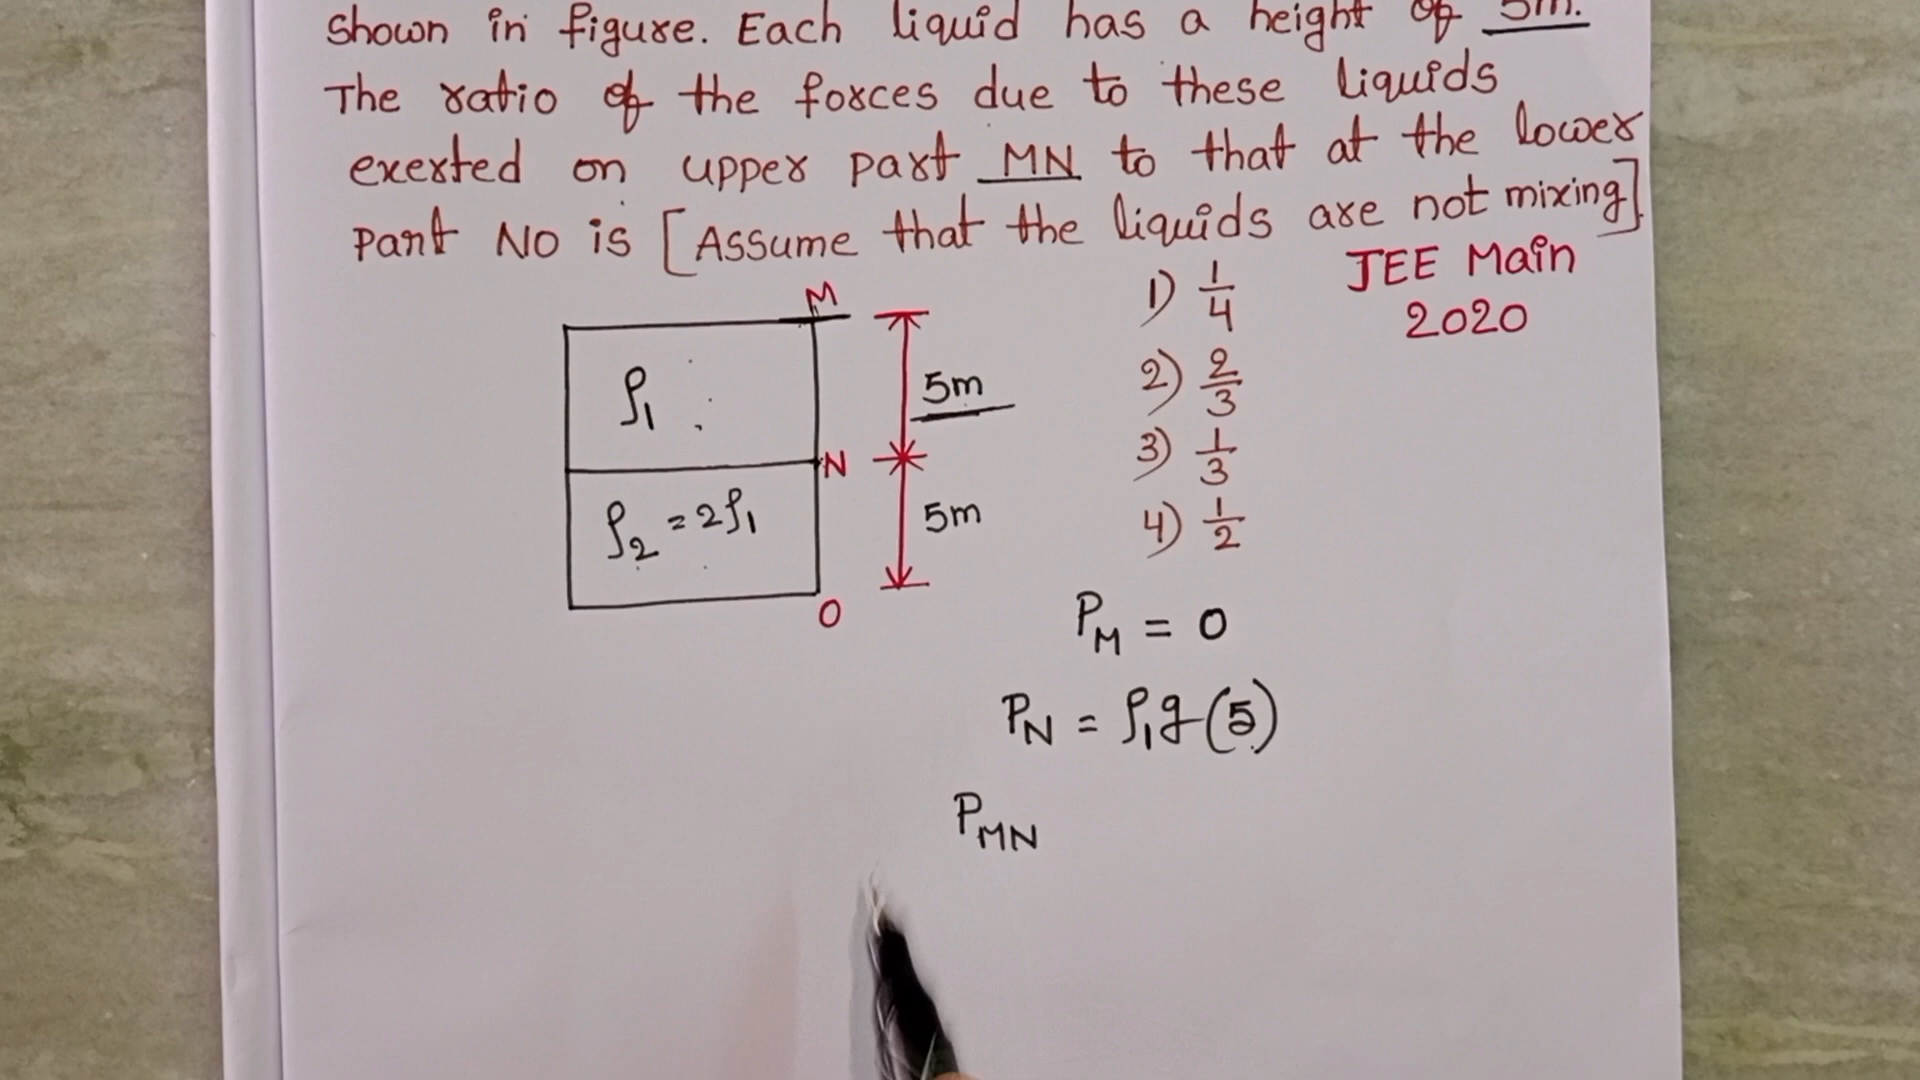 shown in figure. Each liquid has a height of 5m.
The ratio of the forces due to these liquids
exerted on upper part MN to that at the lower
part NO is [Assume that the liquids are not mixing].
JEE Main
2020
M
ρ₁
5m
N
ρ₂ = 2ρ₁
5m
O
1) 1/4
2) 2/3
3) 1/3
4) 1/2
P_M = 0
P_N = ρ₁g(5)
P_MN